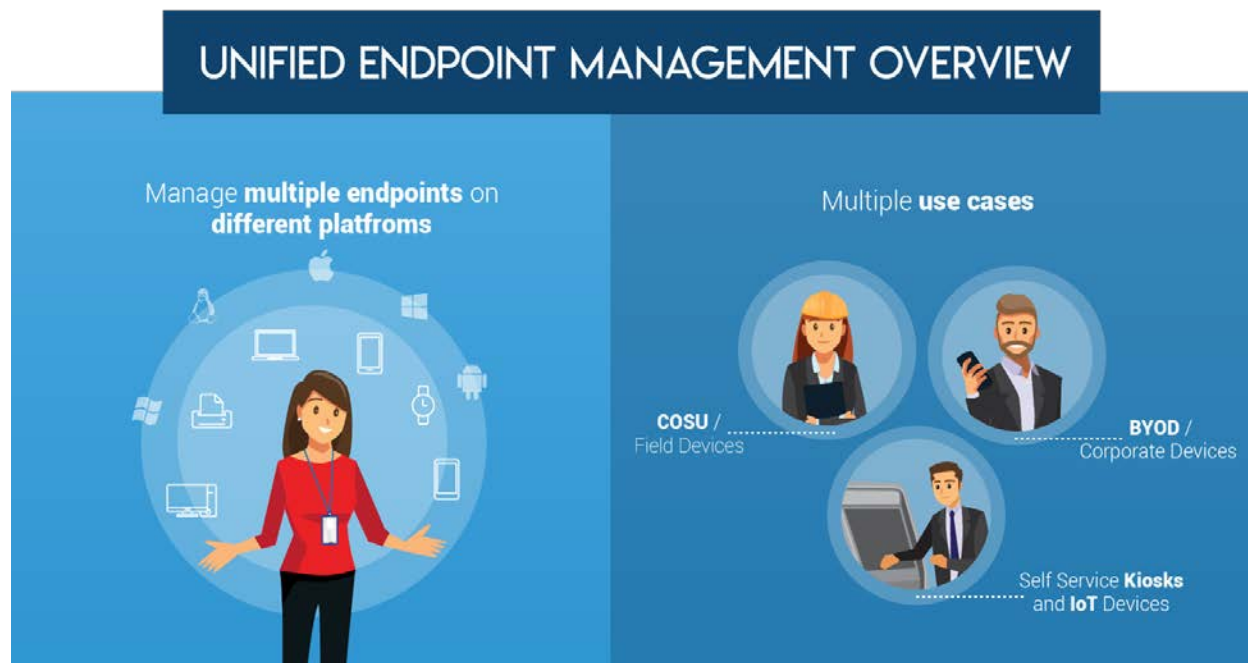 UNIFIED ENDPOINT MANAGEMENT OVERVIEW
Manage multiple endpoints on
different platfroms
Multiple use cases
COSU /
Field Devices
BYOD /
Corporate Devices
Self Service Kiosks
and IoT Devices